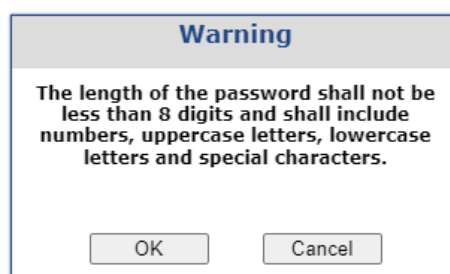 Warning
The length of the password shall not be
less than 8 digits and shall include
numbers, uppercase letters, lowercase
letters and special characters.
OK
Cancel